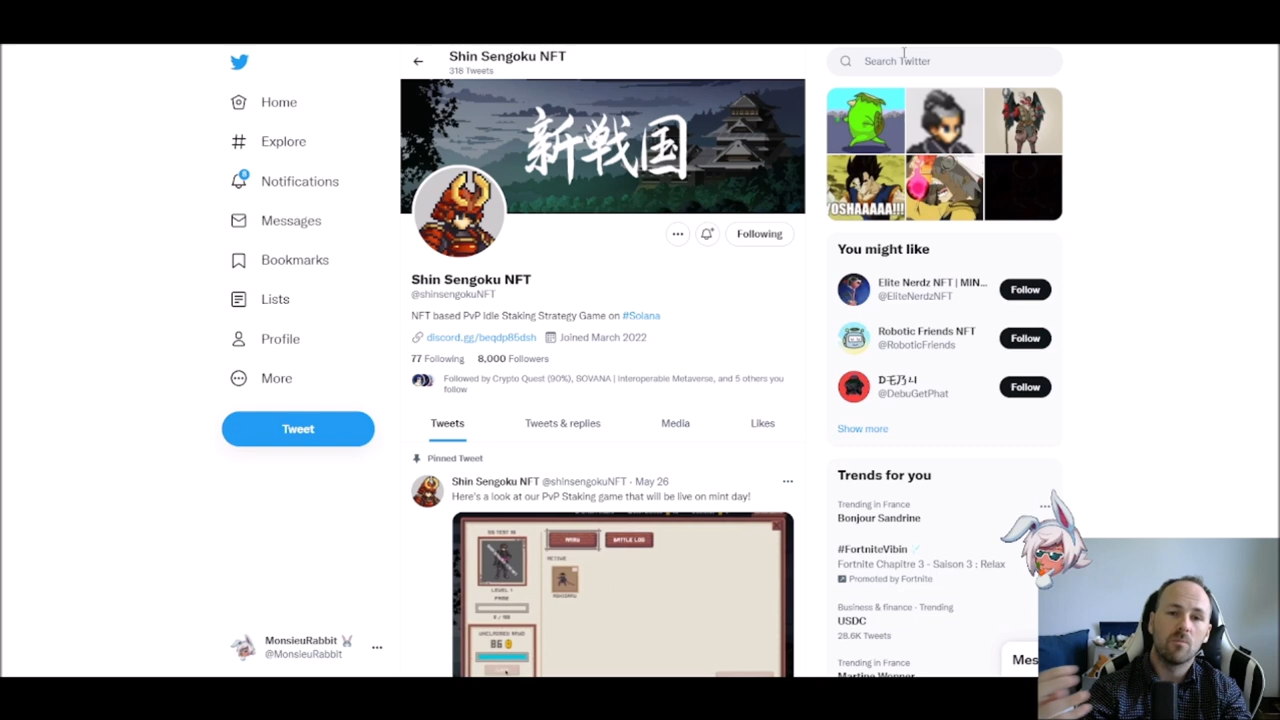 Home
Explore
Notifications
Messages
Bookmarks
Lists
Profile
More
Tweet
MonsieuRabbit
@MonsieuRabbit
Shin Sengoku NFT
318 Tweets
新戦国
Following
Shin Sengoku NFT
@shinsengokuNFT
NFT based PvP Idle Staking Strategy Game on #Solana
discord.gg/beqdp85dsh Joined March 2022
77 Following 8,000 Followers
Followed by Crypto Quest (90%), SOVANA | Interoperable Metaverse, and 5 others you
follow
Tweets Tweets & replies Media Likes
Pinned Tweet
Shin Sengoku NFT @shinsengokuNFT · May 26
Here's a look at our PvP Staking game that will be live on mint day!
BATTLE LOG
ACTIVE
LEVEL 1
86
Search Twitter
YOSHAAAAA!!!
You might like
Elite Nerdz NFT | MIN...
@EliteNerdzNFT
Follow
Robotic Friends NFT
@RoboticFriends
Follow
@DebuGetPhat
Follow
Show more
Trends for you
Trending in France
Bonjour Sandrine
#FortniteVibin
Fortnite Chapitre 3 - Saison 3 : Relax
Promoted by Fortnite
Business & finance · Trending
USDC
28.6K Tweets
Trending in France
Mes